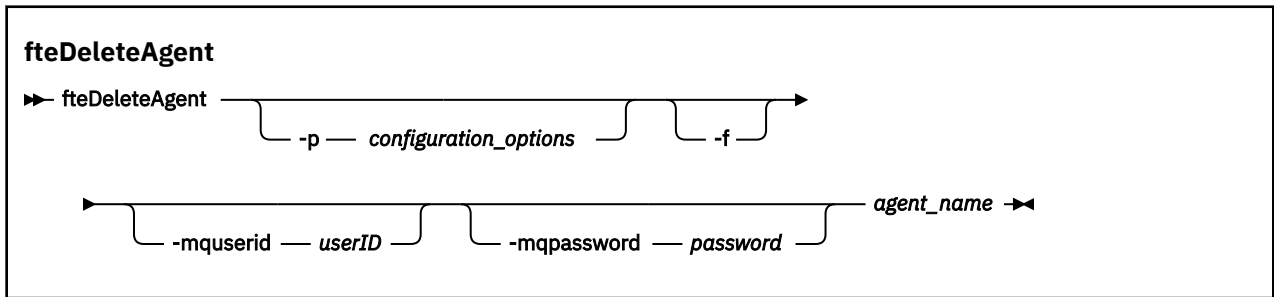 fteDeleteAgent
fteDeleteAgent agent_name
-p configuration_options -f
-mquserid userID -mqpassword password